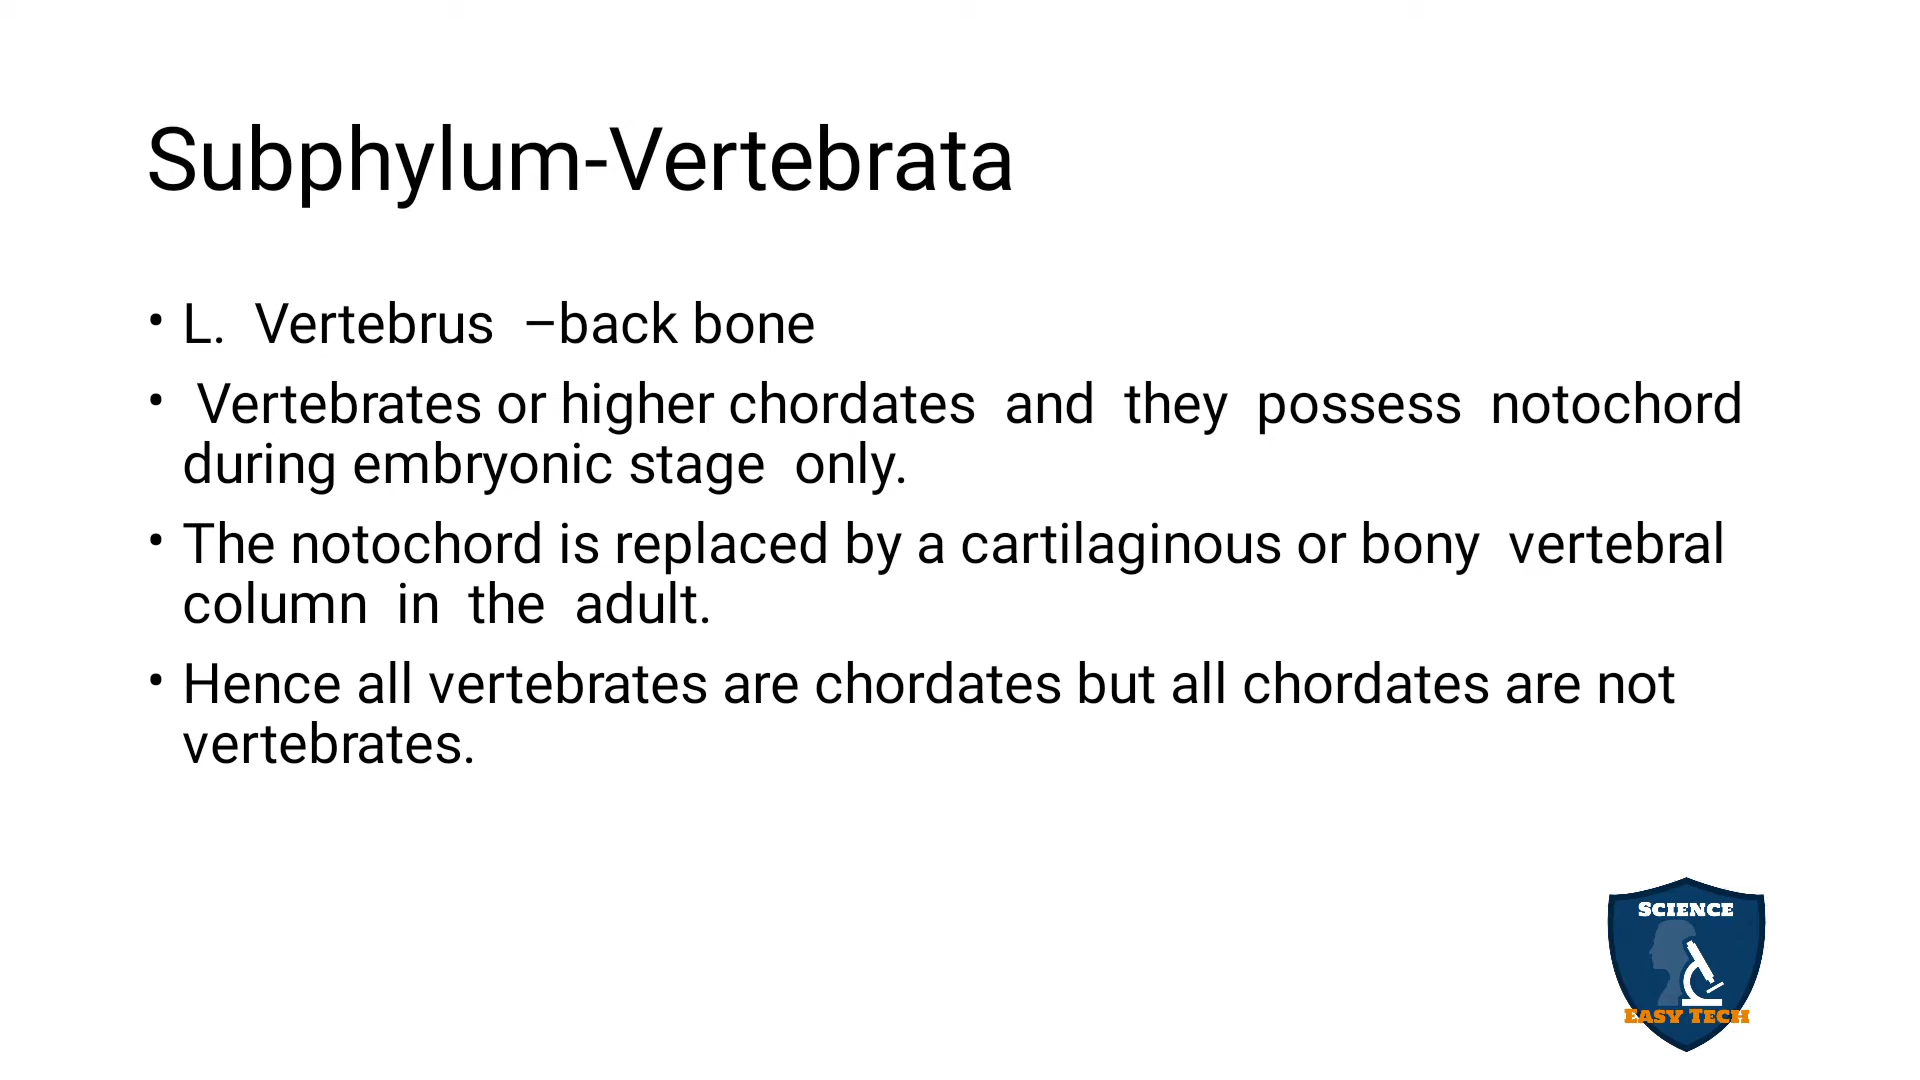 Subphylum-Vertebrata
• L.  Vertebrus  –back bone
•  Vertebrates or higher chordates  and  they  possess  notochord
during embryonic stage  only.
• The notochord is replaced by a cartilaginous or bony  vertebral
column  in  the  adult.
• Hence all vertebrates are chordates but all chordates are not
vertebrates.
SCIENCE
EASY TECH